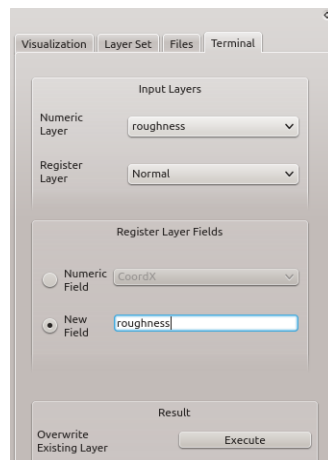 Visualization Layer Set Files Terminal
Input Layers
Numeric
Layer
roughness
Register
Layer
Normal
Register Layer Fields
Numeric
Field
CoordX
New
Field
roughness
Result
Overwrite
Existing Layer
Execute